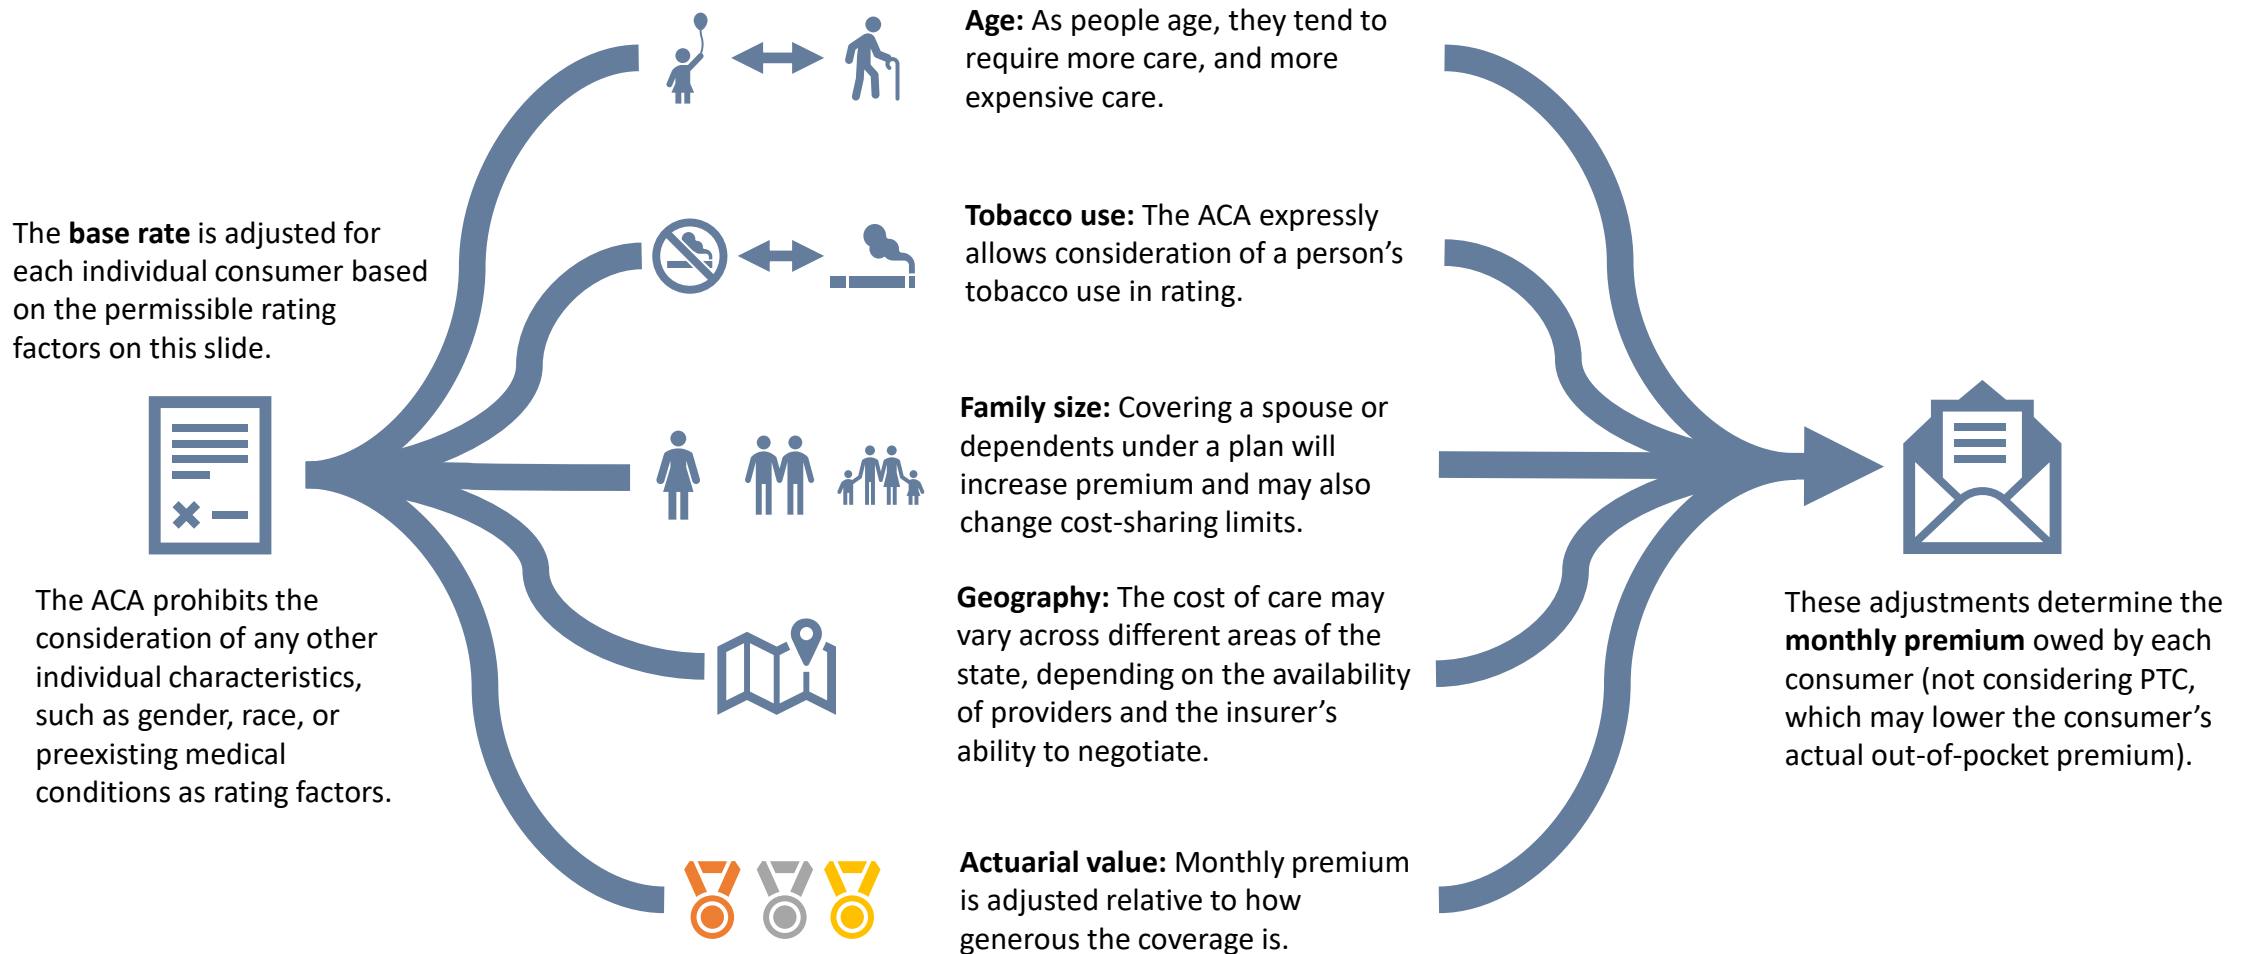 The base rate is adjusted for
each individual consumer based
on the permissible rating
factors on this slide.
The ACA prohibits the
consideration of any other
individual characteristics,
such as gender, race, or
preexisting medical
conditions as rating factors.
Age: As people age, they tend to
require more care, and more
expensive care.
Tobacco use: The ACA expressly
allows consideration of a person’s
tobacco use in rating.
Family size: Covering a spouse or
dependents under a plan will
increase premium and may also
change cost-sharing limits.
Geography: The cost of care may
vary across different areas of the
state, depending on the availability
of providers and the insurer’s
ability to negotiate.
Actuarial value: Monthly premium
is adjusted relative to how
generous the coverage is.
These adjustments determine the
monthly premium owed by each
consumer (not considering PTC,
which may lower the consumer’s
actual out-of-pocket premium).